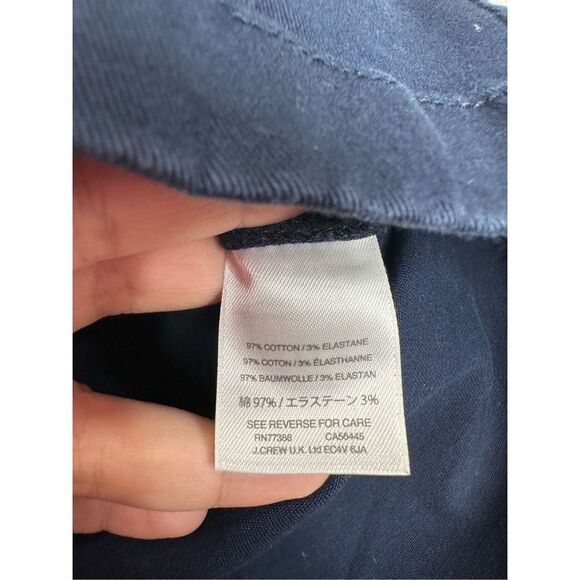 97% COTTON / 3% ELASTANE
97% COTON / 3% ÉLASTHANNE
97% BAUMWOLLE / 3% ELASTAN
綿 97% / エラステーン 3%
SEE REVERSE FOR CARE
RN77388 CA56445
J.CREW U.K. Ltd EC4V 6JA